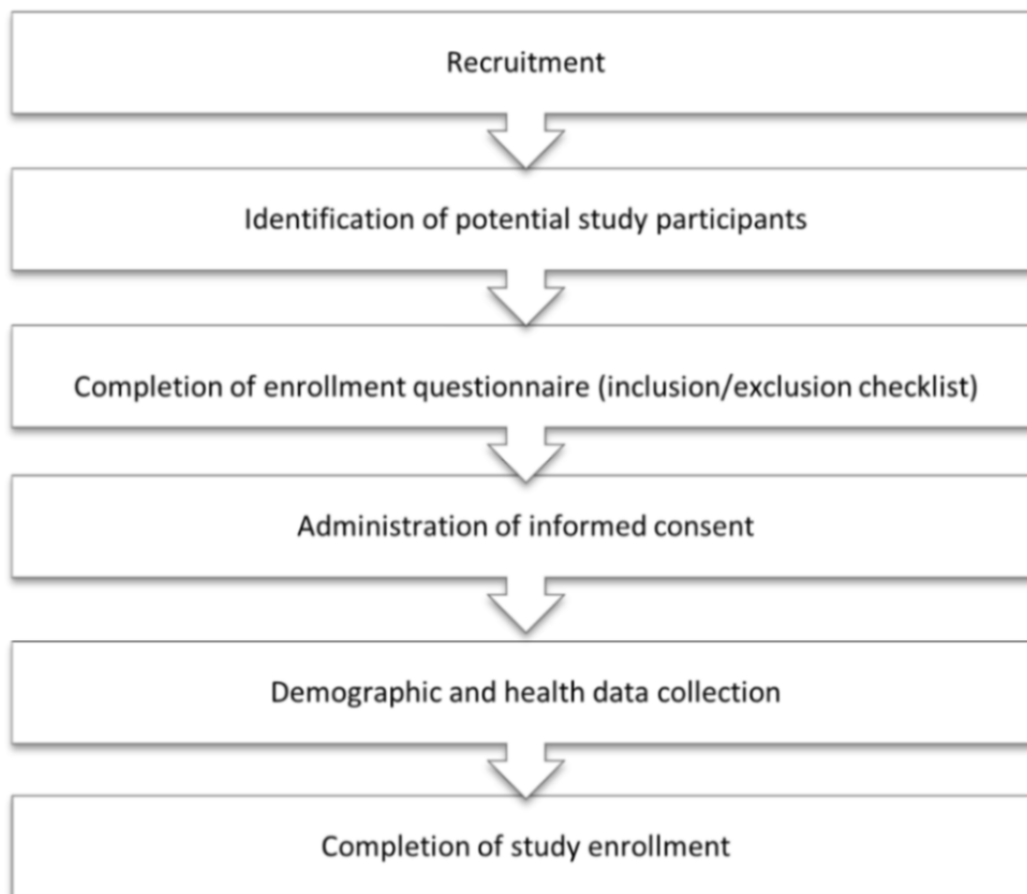 Recruitment
Identification of potential study participants
Completion of enrollment questionnaire (inclusion/exclusion checklist)
Administration of informed consent
Demographic and health data collection
Completion of study enrollment